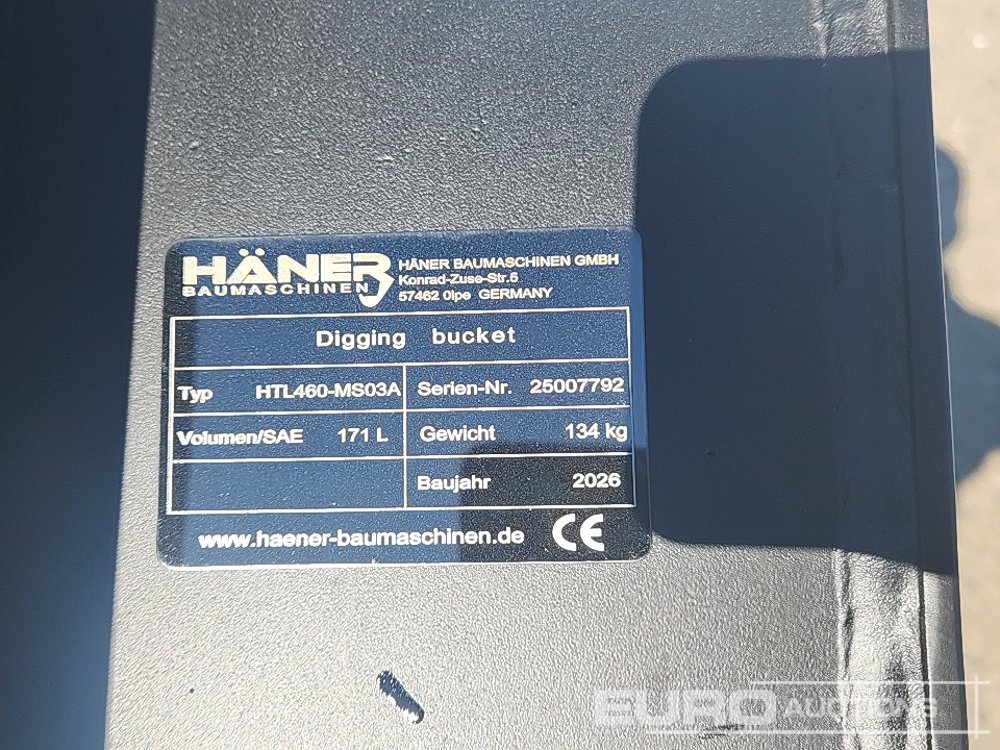 HÄNER
BAUMASCHINEN
HÄNER BAUMASCHINEN GMBH
Konrad-Zuse-Str.5
57462 Olpe GERMANY
Digging bucket
Typ HTL460-MS03A
Serien-Nr. 25007792
Volumen/SAE 171 L
Gewicht 134 kg
Baujahr 2026
www.haener-baumaschinen.de
CE
EURO AUCTIONS